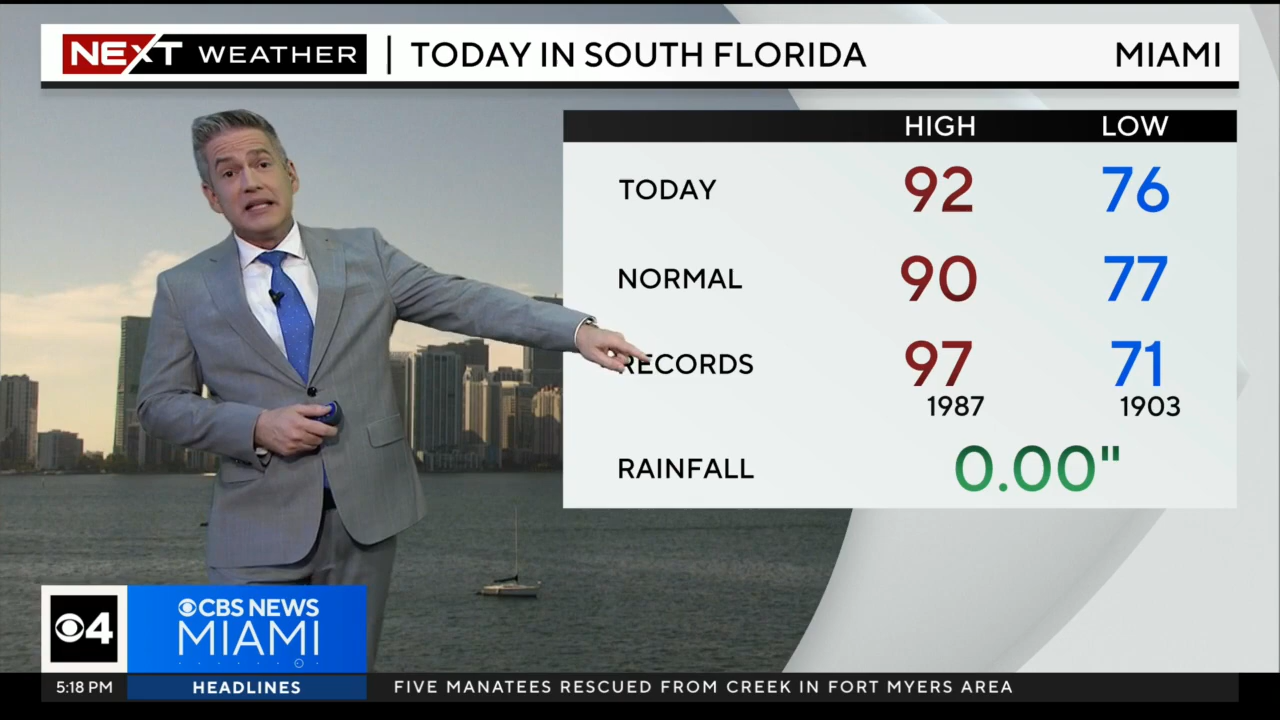 NEXT WEATHER | TODAY IN SOUTH FLORIDA MIAMI
HIGH LOW
TODAY 92 76
NORMAL 90 77
RECORDS 97 71
1987 1903
RAINFALL 0.00"
4 CBS NEWS
MIAMI
5:18 PM HEADLINES FIVE MANATEES RESCUED FROM CREEK IN FORT MYERS AREA